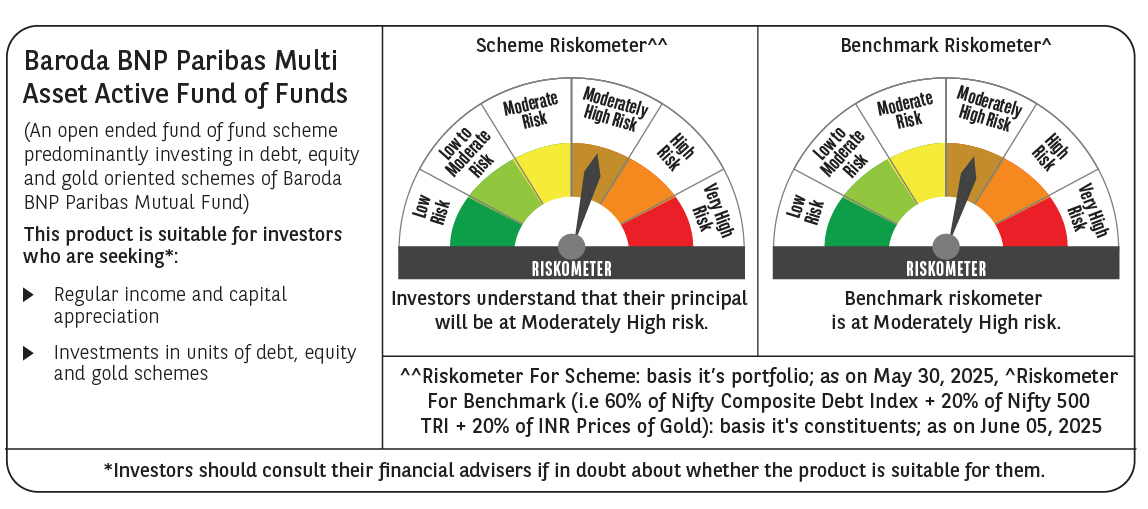 Baroda BNP Paribas Multi
Asset Active Fund of Funds
(An open ended fund of fund scheme
predominantly investing in debt, equity
and gold oriented schemes of Baroda
BNP Paribas Mutual Fund)
This product is suitable for investors
who are seeking*:
Regular income and capital
appreciation
Investments in units of debt, equity
and gold schemes
Scheme Riskometer^^
Low
Risk
Low to
Moderate
Risk
Moderate
Risk
Moderately
High Risk
High
Risk
Very High
Risk
RISKOMETER
Investors understand that their principal
will be at Moderately High risk.
Benchmark Riskometer^
Low
Risk
Low to
Moderate
Risk
Moderate
Risk
Moderately
High Risk
High
Risk
Very High
Risk
RISKOMETER
Benchmark riskometer
is at Moderately High risk.
^^Riskometer For Scheme: basis it's portfolio; as on May 30, 2025, ^Riskometer
For Benchmark (i.e 60% of Nifty Composite Debt Index + 20% of Nifty 500
TRI + 20% of INR Prices of Gold): basis it's constituents; as on June 05, 2025
*Investors should consult their financial advisers if in doubt about whether the product is suitable for them.